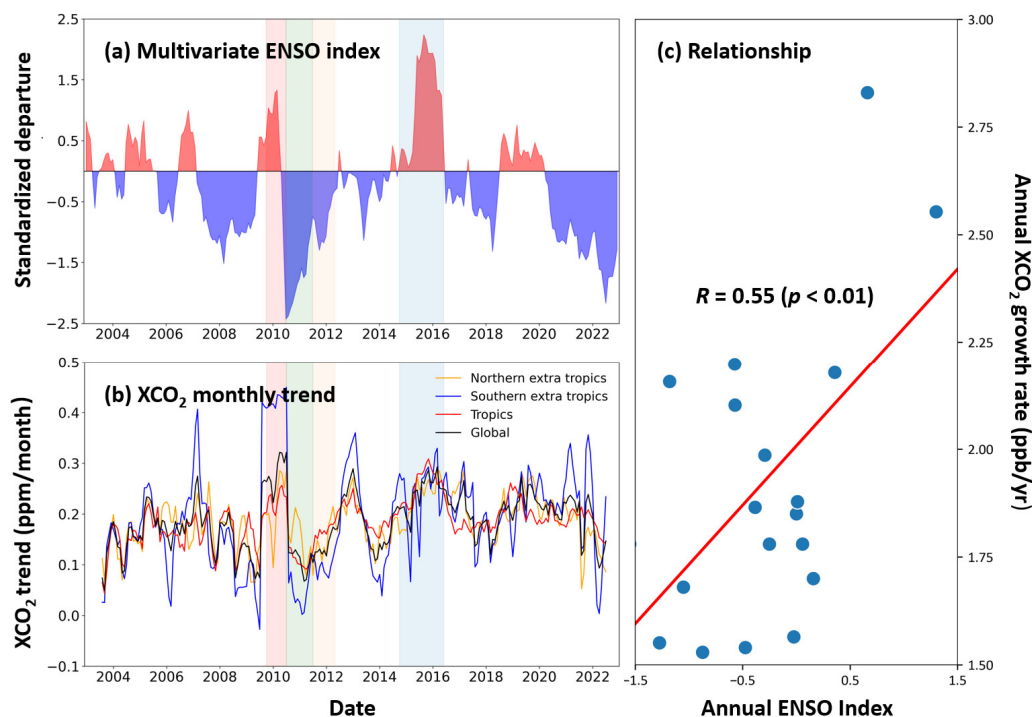 (a) Multivariate ENSO index
Standardized departure
2.5
1.5
0.5
−0.5
−1.5
−2.5
2004 2006 2008 2010 2012 2014 2016 2018 2020 2022
(b) XCO₂ monthly trend
XCO₂ trend (ppm/month)
0.5
0.4
0.3
0.2
0.1
0.0
−0.1
Northern extra tropics
Southern extra tropics
Tropics
Global
2004 2006 2008 2010 2012 2014 2016 2018 2020 2022
Date
(c) Relationship
R = 0.55 (p < 0.01)
3.00
2.75
2.50
2.25
2.00
1.75
1.50
Annual XCO₂ growth rate (ppb/yr)
−1.5 −0.5 0.5 1.5
Annual ENSO Index